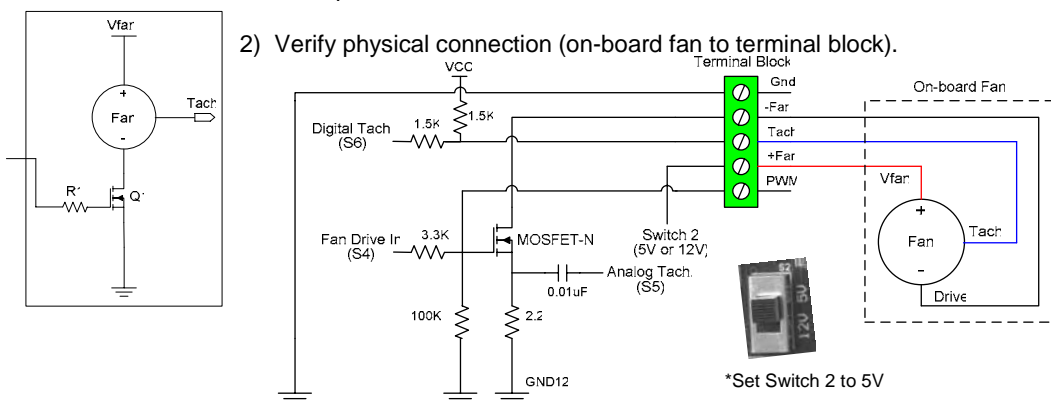 Vfan
+
Fan
-
Tach
R1
Q1
2) Verify physical connection (on-board fan to terminal block).
VCC
Terminal Block
Gnd
-Fan
Tach
+Fan
PWM
1.5K
1.5K
Digital Tach
(S6)
Fan Drive In
(S4)
3.3K
MOSFET-N
Switch 2
(5V or 12V)
Analog Tach.
(S5)
0.01uF
100K
2.2
GND12
On-board Fan
Vfan
+
Fan
-
Tach
Drive
S2
12V 5V
*Set Switch 2 to 5V